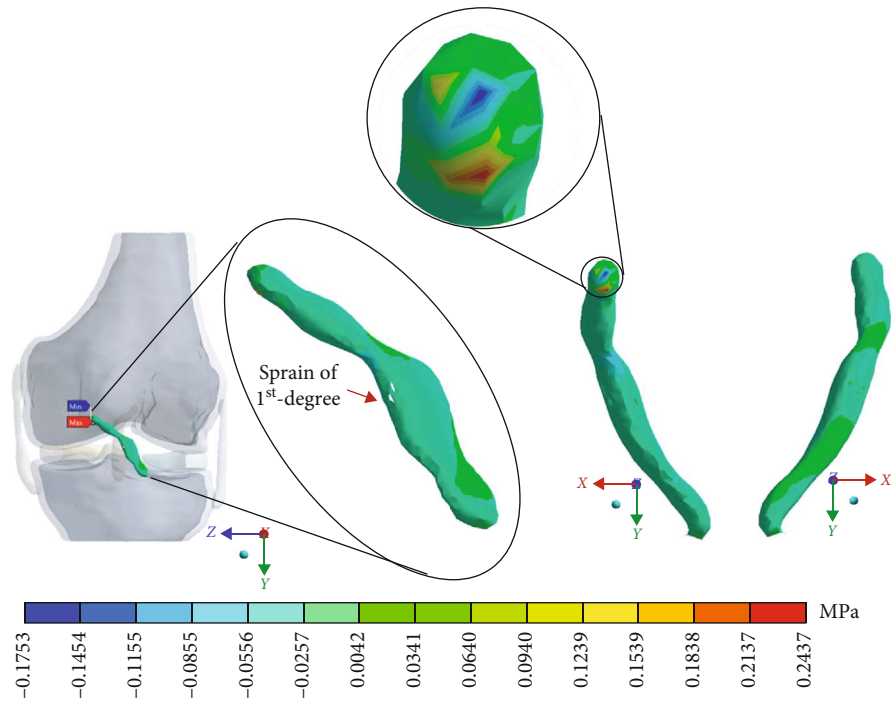 Min
Max
Sprain of
1st-degree
Z X
Y
X Z
Y
Z X
Y
MPa
−0.1753
−0.1454
−0.1155
−0.0855
−0.0556
−0.0257
0.0042
0.0341
0.0640
0.0940
0.1239
0.1539
0.1838
0.2137
0.2437